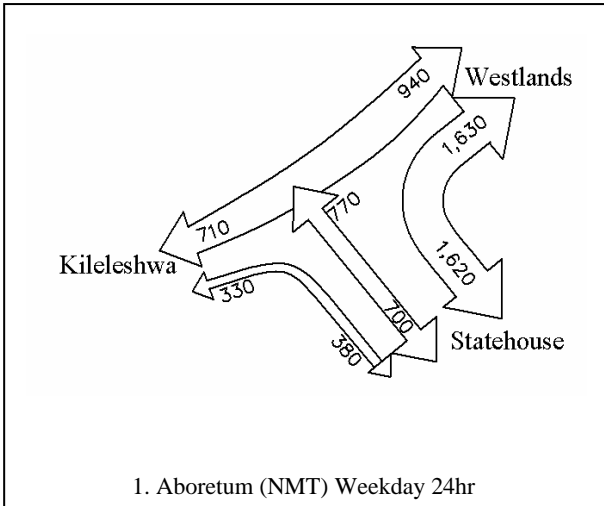 940
Westlands
1,630
770
710
Kileleshwa
330
1,620
700
Statehouse
380
1. Aboretum (NMT) Weekday 24hr